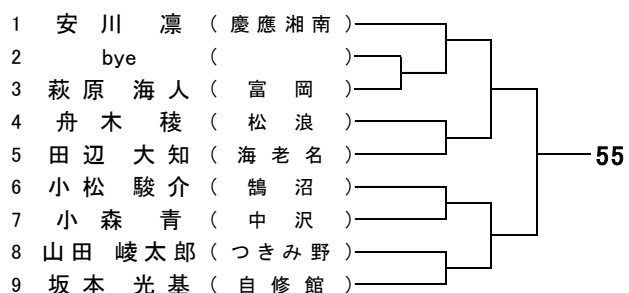 1 安川 凛 (慶應湘南)
2 bye ( )
3 萩原 海人 (富岡)
4 舟木 稜 (松浪)
5 田辺 大知 (海老名)
6 小松 駿介 (鵠沼)
7 小森 青 (中沢)
8 山田 崚太郎 (つきみ野)
9 坂本 光基 (自修館)
55